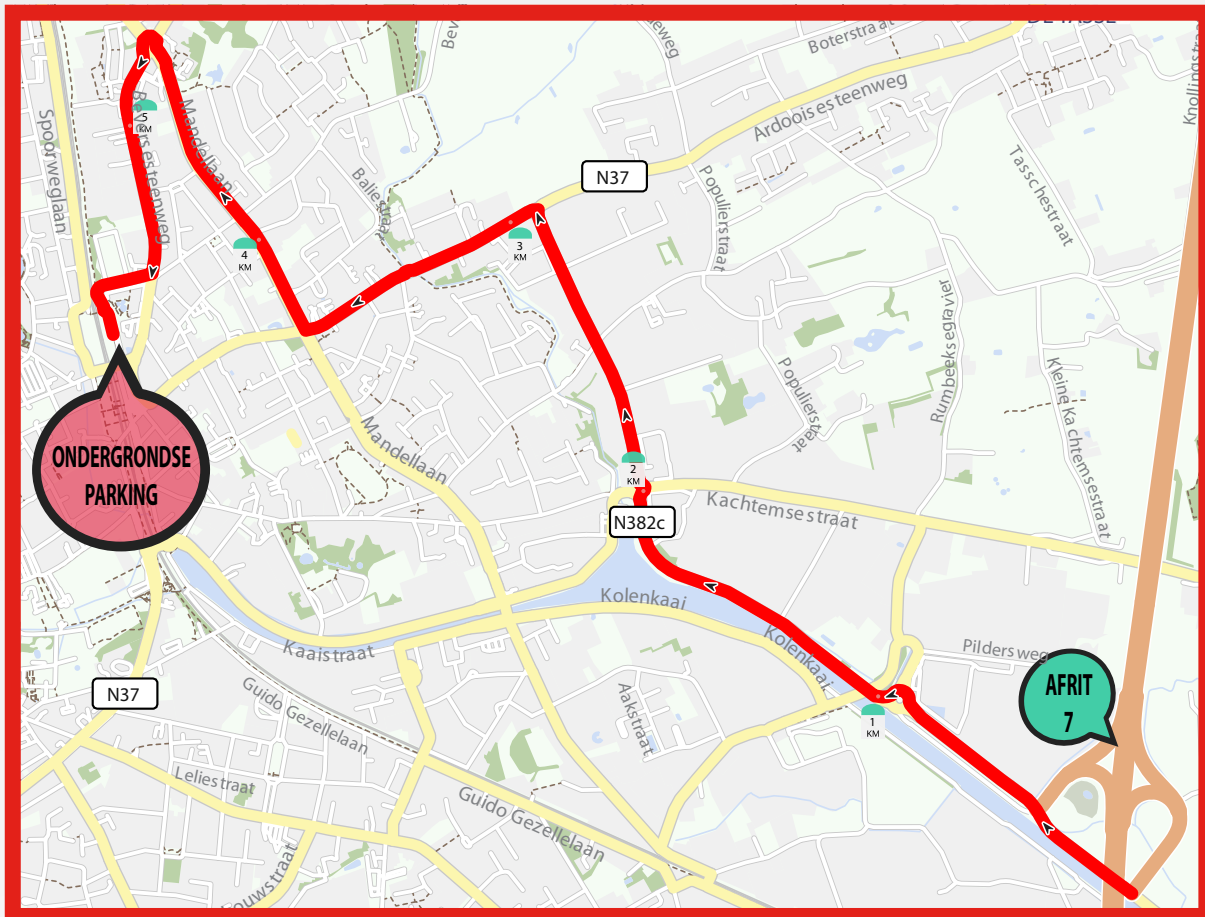 DE TASSE
Boterstraat
Ardooisesteenweg
Spoorweglaan
5
KM
Beversesteenweg
Mandellaan
N37
Baliestraat
Populierstraat
Tasschestraat
3
KM
4
KM
Rumbeeksegravier
Kleine Kachtemsestraat
Populierstraat
Mandellaan
ONDERGRONDSE
PARKING
2
KM
Kachtemsestraat
N382c
Kolenkaai
Kolenkaai
Kaaistraat
Pildersweg
AFRIT
7
N37
Guido Gezellelaan
Aakstraat
1
KM
Leliestraat
Guido Gezellelaan